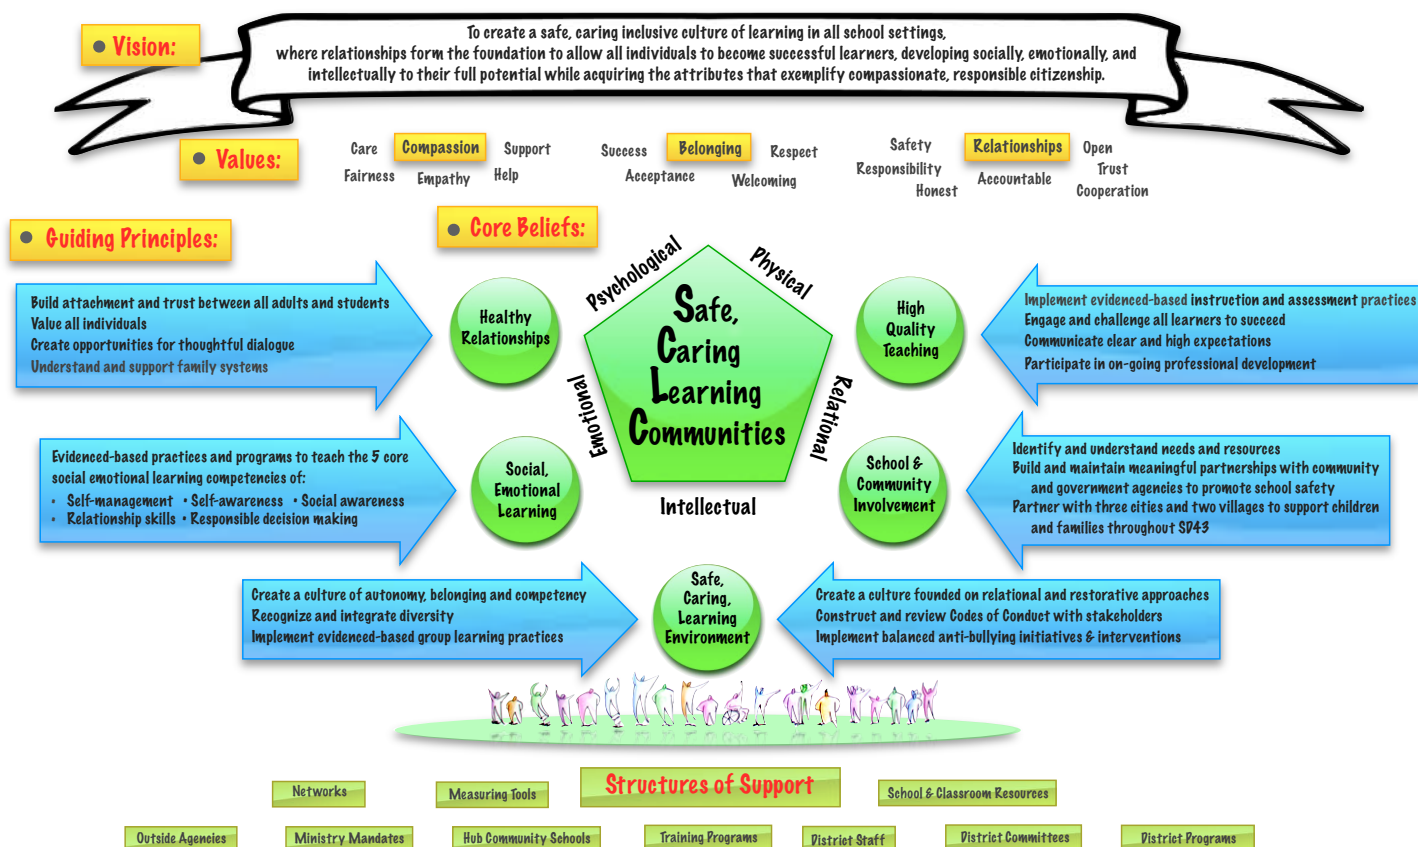 • Vision:
To create a safe, caring inclusive culture of learning in all school settings,
where relationships form the foundation to allow all individuals to become successful learners, developing socially, emotionally, and
intellectually to their full potential while acquiring the attributes that exemplify compassionate, responsible citizenship.
• Values:
Care Compassion Support
Fairness Empathy Help
Success Belonging Respect
Acceptance Welcoming
Safety Relationships Open
Responsibility Accountable Trust
Honest Cooperation
• Guiding Principles:
• Core Beliefs:
Build attachment and trust between all adults and students
Value all individuals
Create opportunities for thoughtful dialogue
Understand and support family systems
Healthy
Relationships
Psychological
Physical
Emotional
Relational
Intellectual
Safe,
Caring
Learning
Communities
High
Quality
Teaching
Implement evidenced-based instruction and assessment practices
Engage and challenge all learners to succeed
Communicate clear and high expectations
Participate in on-going professional development
Evidenced-based practices and programs to teach the 5 core
social emotional learning competencies of:
• Self-management • Self-awareness • Social awareness
• Relationship skills • Responsible decision making
Social,
Emotional
Learning
School &
Community
Involvement
Identify and understand needs and resources
Build and maintain meaningful partnerships with community
and government agencies to promote school safety
Partner with three cities and two villages to support children
and families throughout SD43
Create a culture of autonomy, belonging and competency
Recognize and integrate diversity
Implement evidenced-based group learning practices
Safe,
Caring,
Learning
Environment
Create a culture founded on relational and restorative approaches
Construct and review Codes of Conduct with stakeholders
Implement balanced anti-bullying initiatives & interventions
Structures of Support
Networks
Measuring Tools
School & Classroom Resources
Outside Agencies
Ministry Mandates
Hub Community Schools
Training Programs
District Staff
District Committees
District Programs